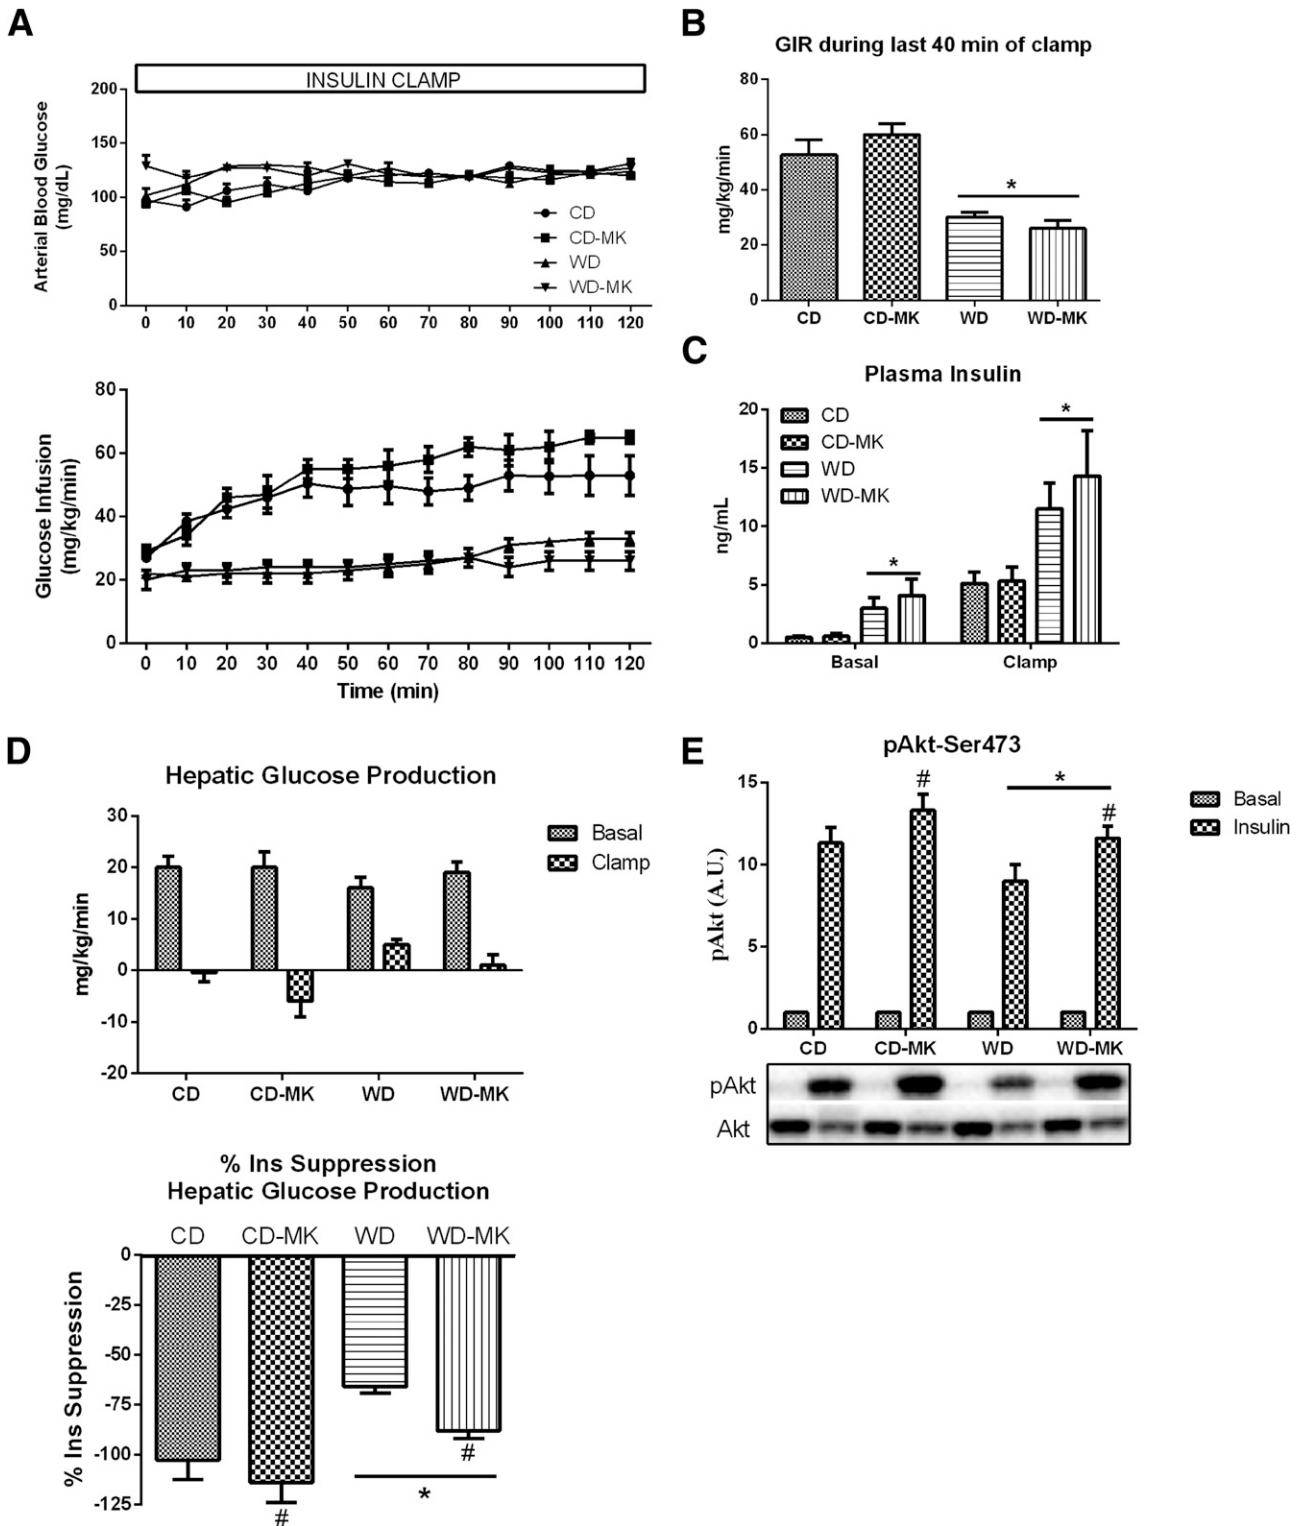 A
INSULIN CLAMP
Arterial Blood Glucose
(mg/dL)
200
150
100
50
0
CD
CD-MK
WD
WD-MK
0 10 20 30 40 50 60 70 80 90 100 110 120
Glucose Infusion
(mg/kg/min)
80
60
40
20
0
0 10 20 30 40 50 60 70 80 90 100 110 120
Time (min)
B
GIR during last 40 min of clamp
mg/kg/min
80
60
40
20
0
*
CD CD-MK WD WD-MK
C
Plasma Insulin
ng/mL
20
15
10
5
0
CD
CD-MK
WD
WD-MK
*
*
Basal Clamp
D
Hepatic Glucose Production
mg/kg/min
30
20
10
0
-10
-20
Basal
Clamp
CD CD-MK WD WD-MK
% Ins Suppression
Hepatic Glucose Production
CD CD-MK WD WD-MK
% Ins Suppression
0
-25
-50
-75
-100
-125
#
#
*
E
pAkt-Ser473
pAkt (A.U.)
15
10
5
0
#
*
#
Basal
Insulin
CD CD-MK WD WD-MK
pAkt
Akt